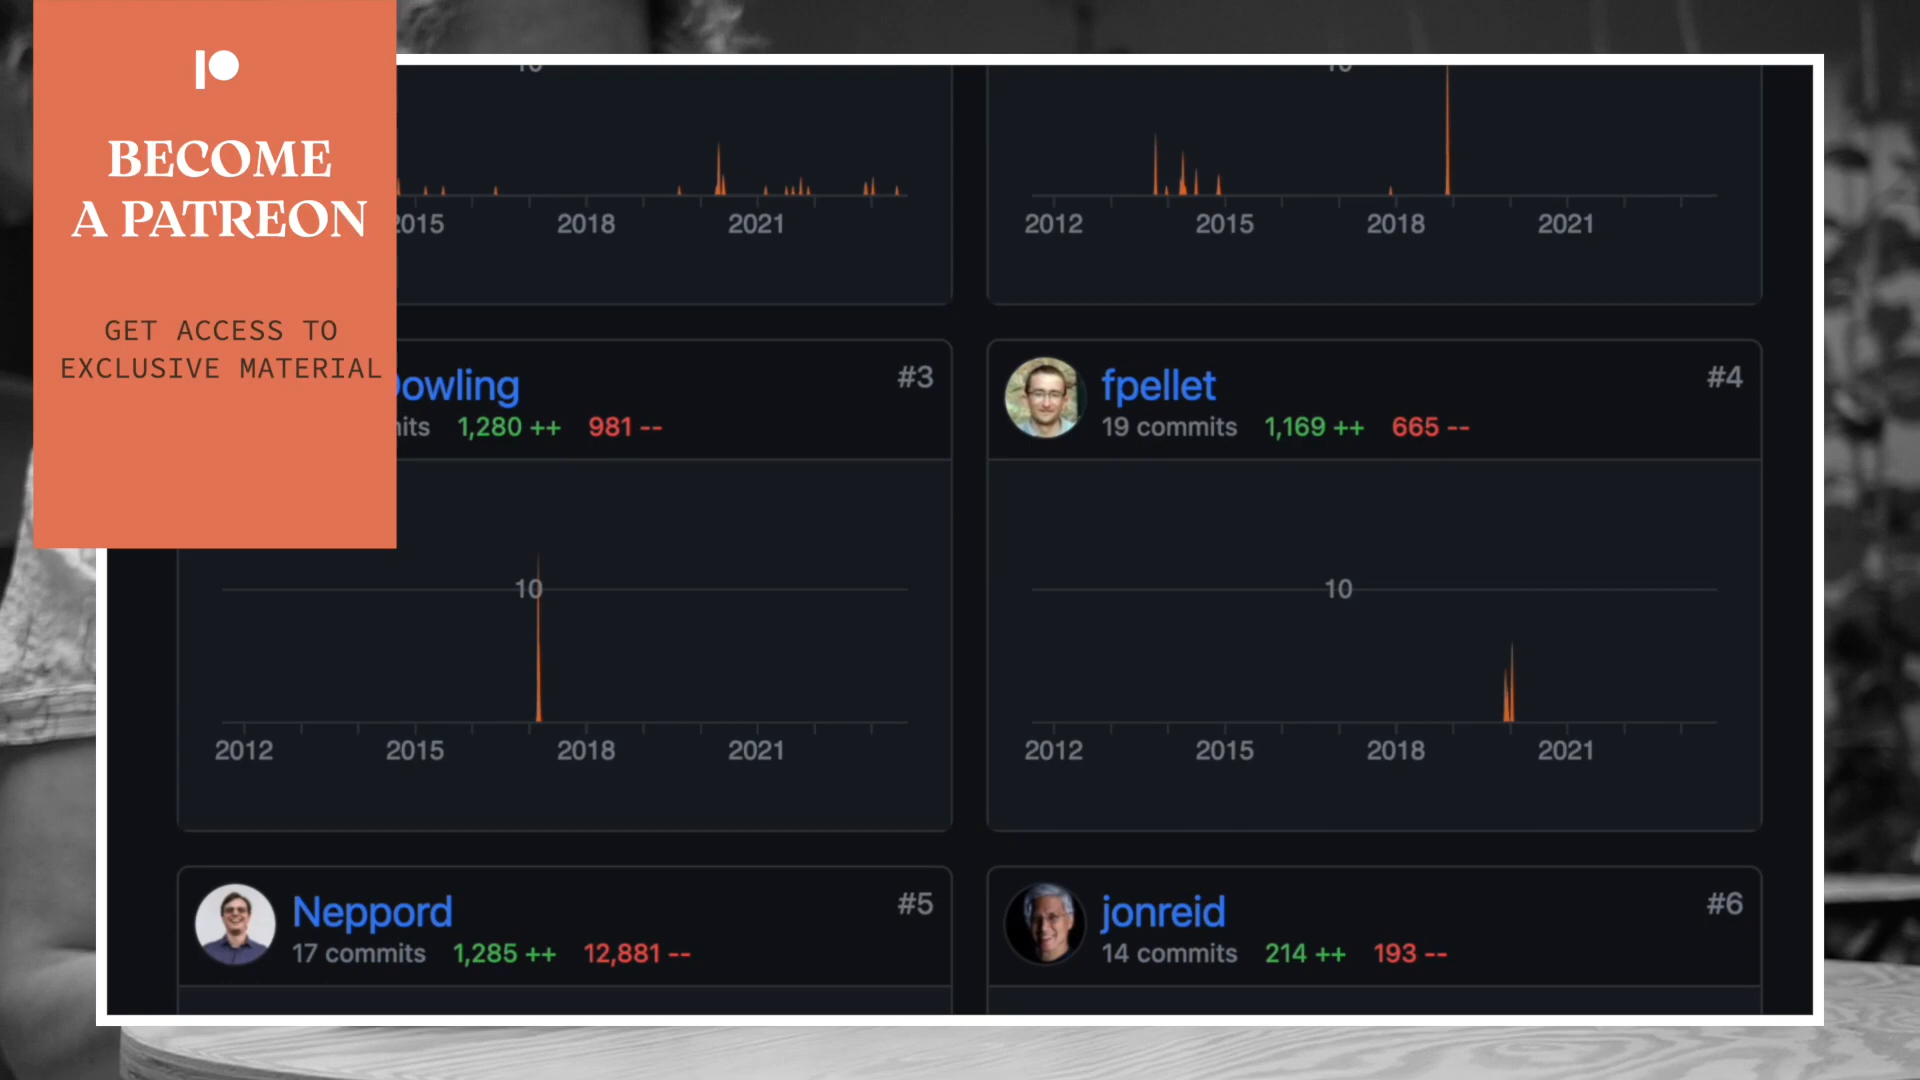 BECOME
A PATREON
GET ACCESS TO
EXCLUSIVE MATERIAL
2018 2021
2012 2015 2018 2021
#3
1,280 ++ 981 --
fpellet #4
19 commits 1,169 ++ 665 --
10
2012 2015 2018 2021
10
2012 2015 2018 2021
Neppord #5
17 commits 1,285 ++ 12,881 --
jonreid #6
14 commits 214 ++ 193 --